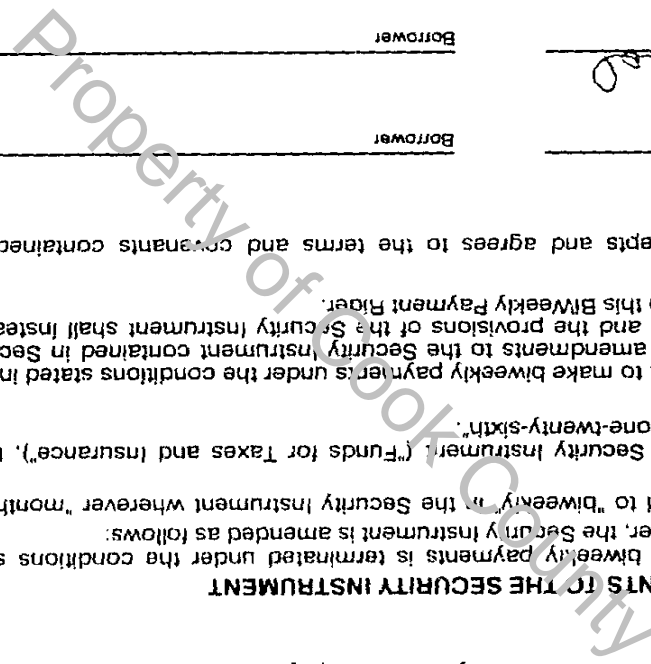 NTS TO THE SECURITY INSTRUMENT
biweekly payments is terminated under the conditions s
er, the Security Instrument is amended as follows:
to "biweekly" in the Security Instrument wherever "month
Security Instrument ("Funds for Taxes and Insurance"),
one-twenty-sixth".
to make biweekly payments under the conditions stated in
amendments to the Security Instrument contained in Sec
and the provisions of the Security Instrument shall instea
this BiWeekly Payment Rider.
epts and agrees to the terms and covenants contained
Borrower
Borrower
Property of Cook County